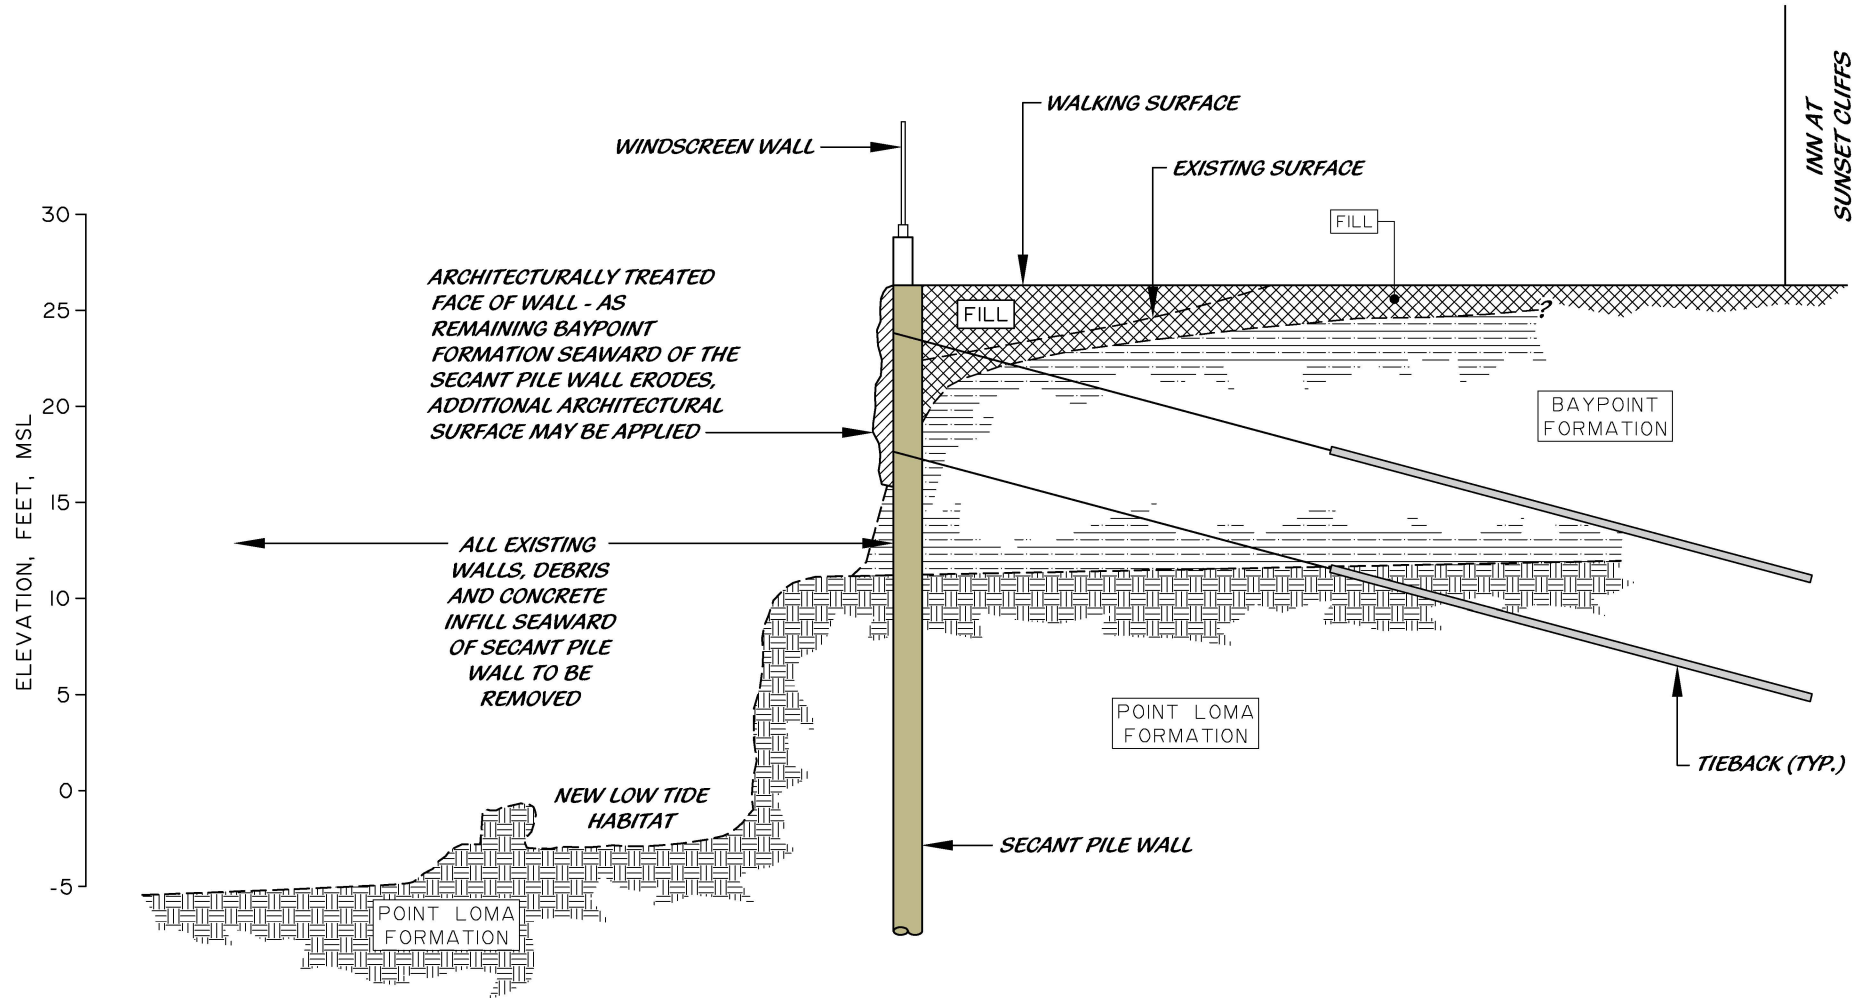 WALKING SURFACE
WINDSCREEN WALL
EXISTING SURFACE
INN AT
SUNSET CLIFFS
30
25
20
15
10
5
0
-5
ELEVATION, FEET, MSL
FILL
ARCHITECTURALLY TREATED
FACE OF WALL - AS
REMAINING BAYPOINT
FORMATION SEAWARD OF THE
SECANT PILE WALL ERODES,
ADDITIONAL ARCHITECTURAL
SURFACE MAY BE APPLIED
FILL
?
BAYPOINT
FORMATION
ALL EXISTING
WALLS, DEBRIS
AND CONCRETE
INFILL SEAWARD
OF SECANT PILE
WALL TO BE
REMOVED
POINT LOMA
FORMATION
TIEBACK (TYP.)
NEW LOW TIDE
HABITAT
SECANT PILE WALL
POINT LOMA
FORMATION